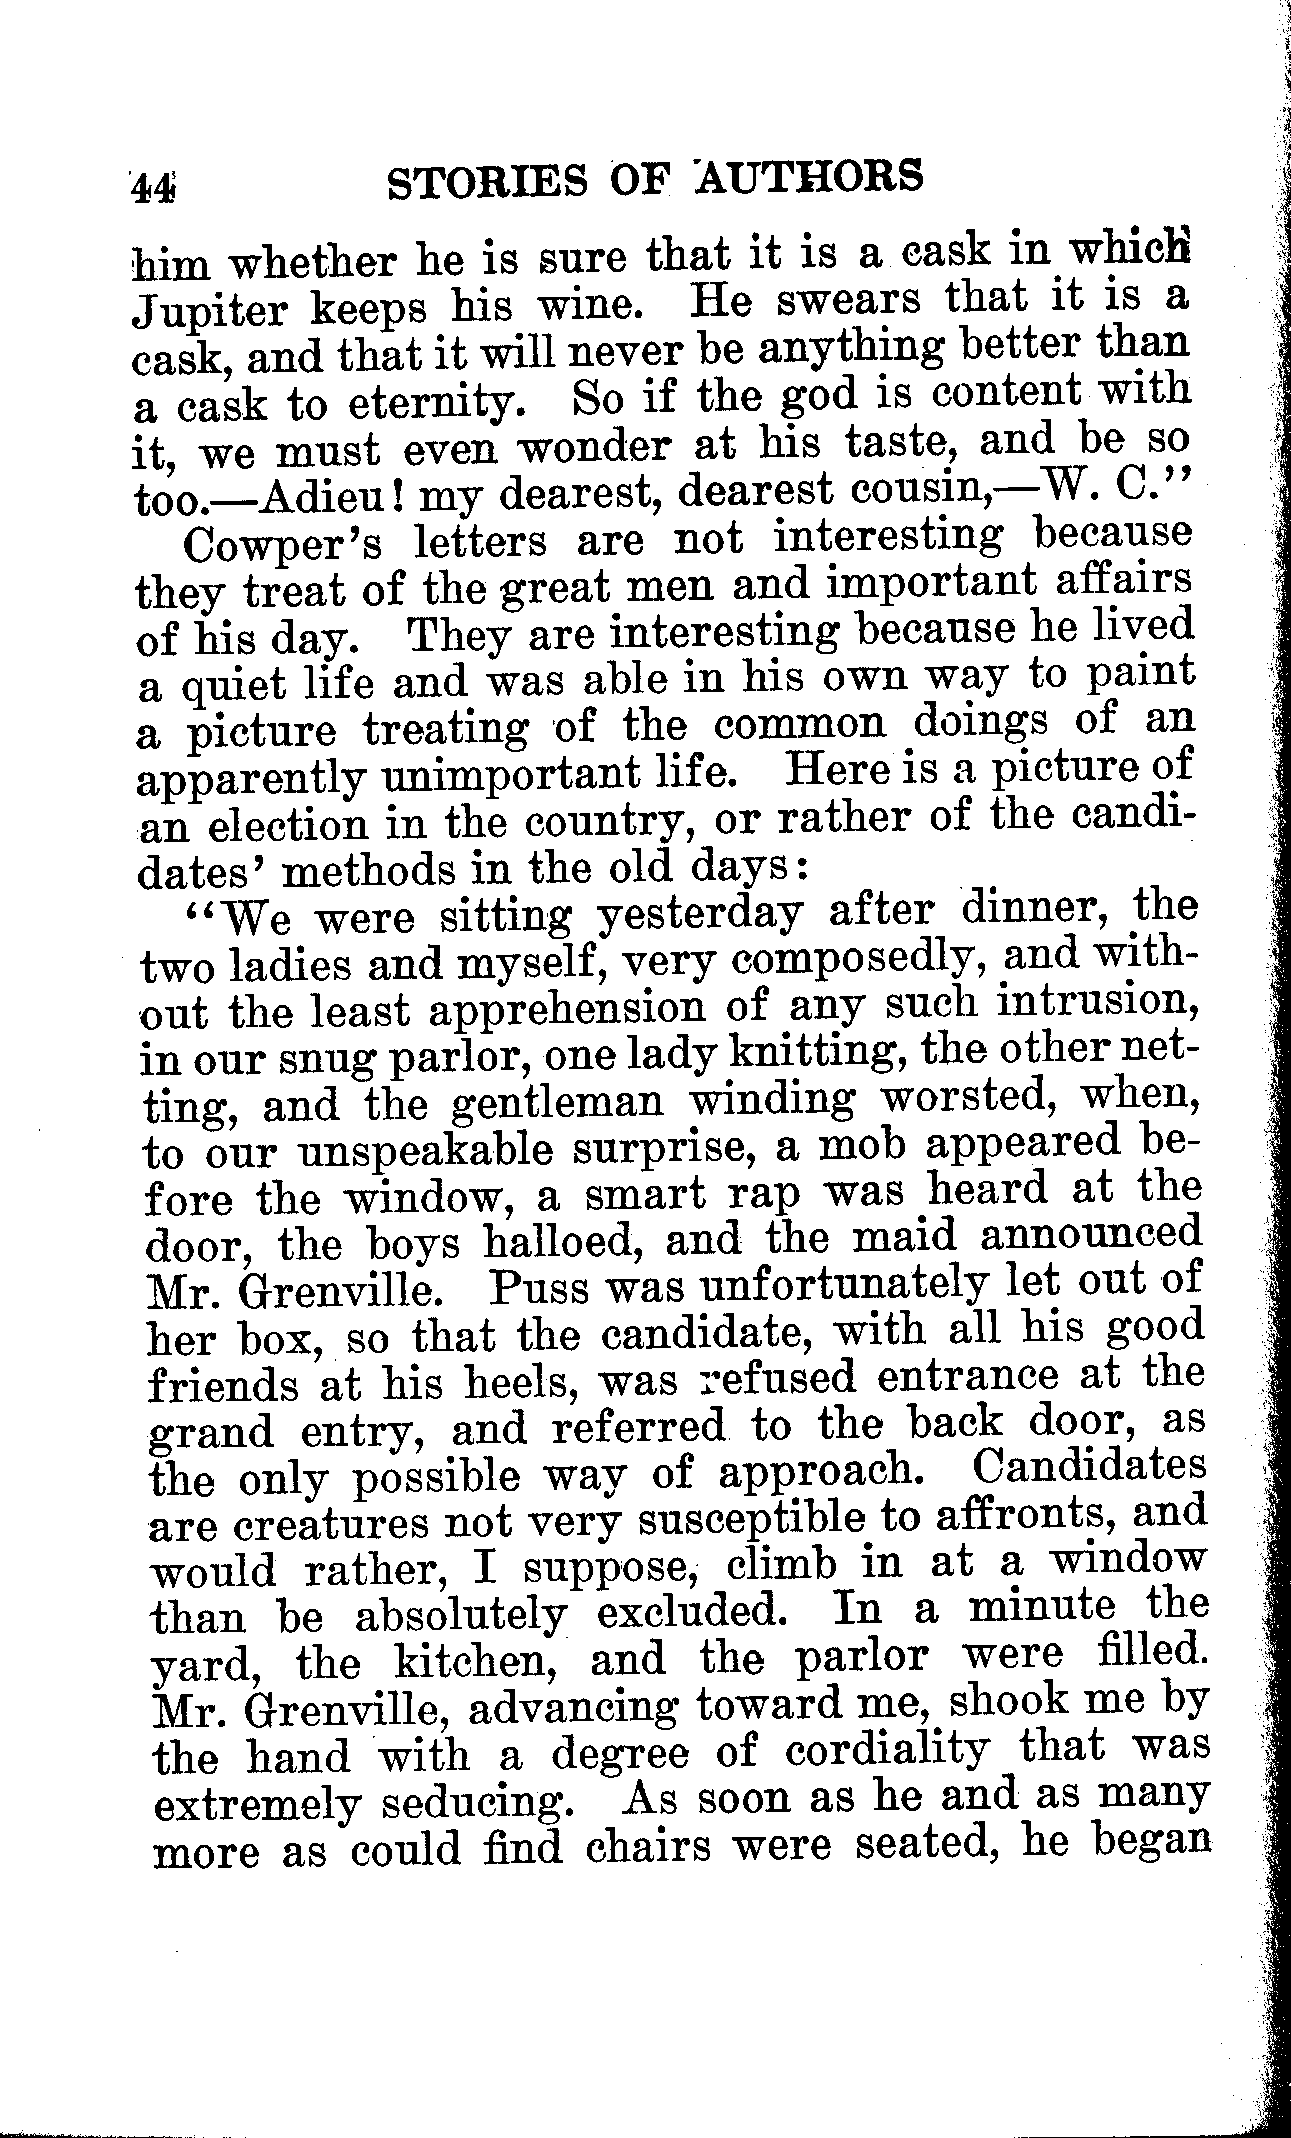 44 STORIES OF AUTHORS
him whether he is sure that it is a cask in which
Jupiter keeps his wine. He swears that it is a
cask, and that it will never be anything better than
a cask to eternity. So if the god is content with
it, we must even wonder at his taste, and be so
too.—Adieu! my dearest, dearest cousin,—W. C."
Cowper's letters are not interesting because
they treat of the great men and important affairs
of his day. They are interesting because he lived
a quiet life and was able in his own way to paint
a picture treating of the common doings of an
apparently unimportant life. Here is a picture of
an election in the country, or rather of the candi-
dates' methods in the old days:
"We were sitting yesterday after dinner, the
two ladies and myself, very composedly, and with-
out the least apprehension of any such intrusion,
in our snug parlor, one lady knitting, the other net-
ting, and the gentleman winding worsted, when,
to our unspeakable surprise, a mob appeared be-
fore the window, a smart rap was heard at the
door, the boys halloed, and the maid announced
Mr. Grenville. Puss was unfortunately let out of
her box, so that the candidate, with all his good
friends at his heels, was refused entrance at the
grand entry, and referred to the back door, as
the only possible way of approach. Candidates
are creatures not very susceptible to affronts, and
would rather, I suppose, climb in at a window
than be absolutely excluded. In a minute the
yard, the kitchen, and the parlor were filled.
Mr. Grenville, advancing toward me, shook me by
the hand with a degree of cordiality that was
extremely seducing. As soon as he and as many
more as could find chairs were seated, he began